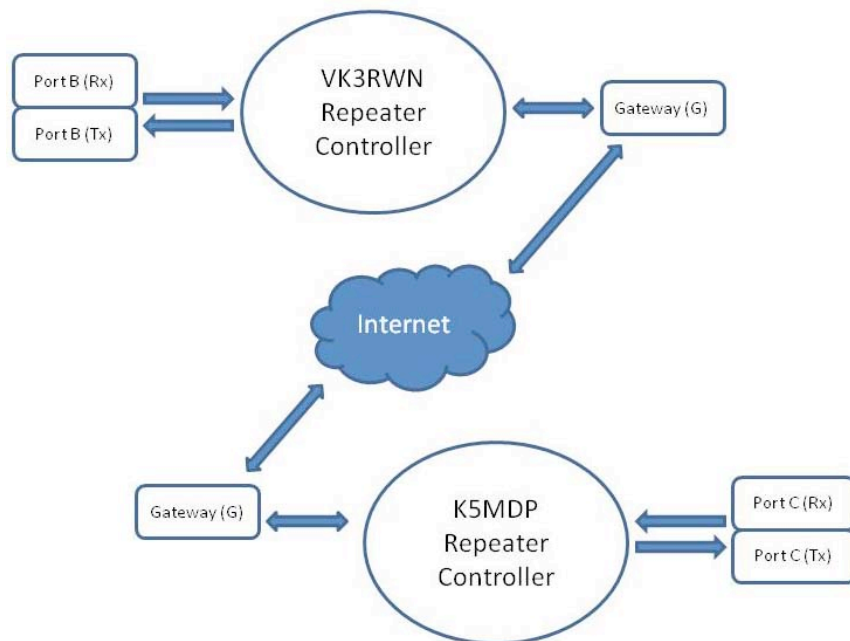 Port B (Rx)
Port B (Tx)
VK3RWN
Repeater
Controller
Gateway (G)
Internet
Gateway (G)
K5MDP
Repeater
Controller
Port C (Rx)
Port C (Tx)